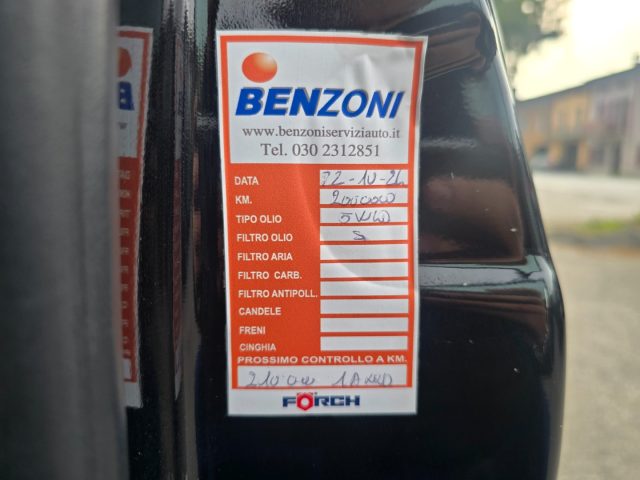 BENZONI
www.benzoniserviziauto.it
Tel. 030 2312851
DATA
KM.
TIPO OLIO
FILTRO OLIO S
FILTRO ARIA
FILTRO CARB.
FILTRO ANTIPOLL.
CANDELE
FRENI
CINGHIA
PROSSIMO CONTROLLO A KM.
FÖRCH